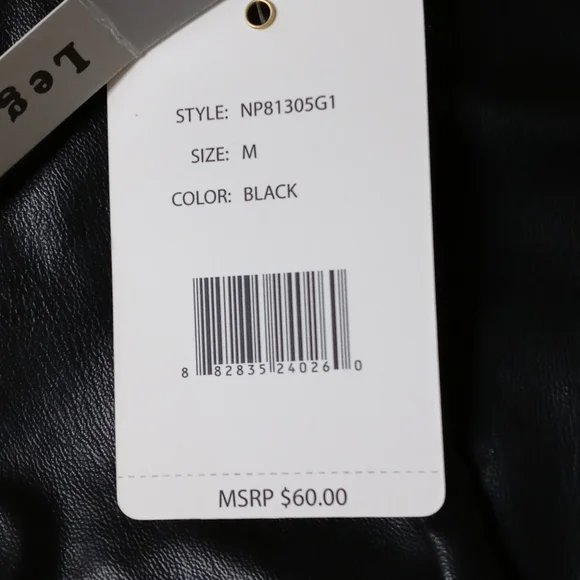 Leg
STYLE: NP81305G1
SIZE: M
COLOR: BLACK
8 82835 24026 0
MSRP $60.00